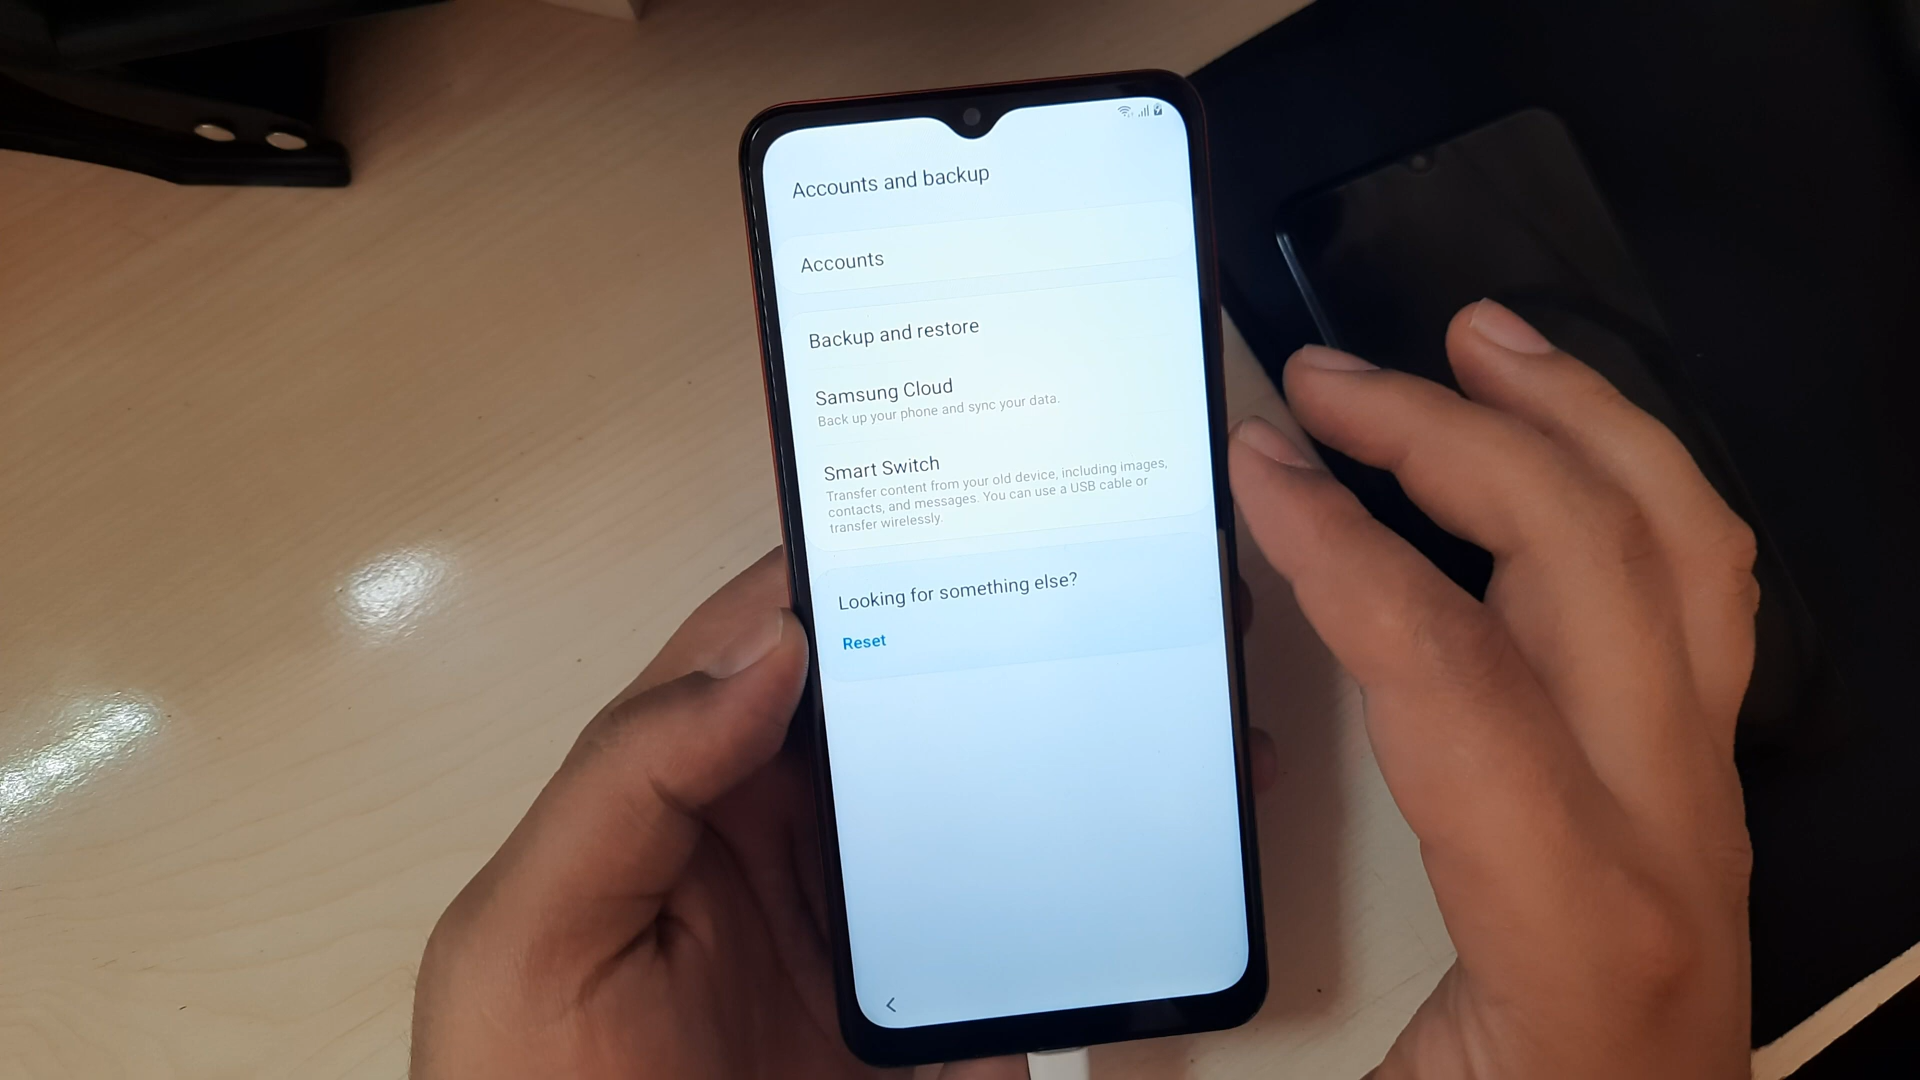 Accounts and backup
Accounts
Backup and restore
Samsung Cloud
Back up your phone and sync your data.
Smart Switch
Transfer content from your old device, including images,
contacts, and messages. You can use a USB cable or
transfer wirelessly.
Looking for something else?
Reset